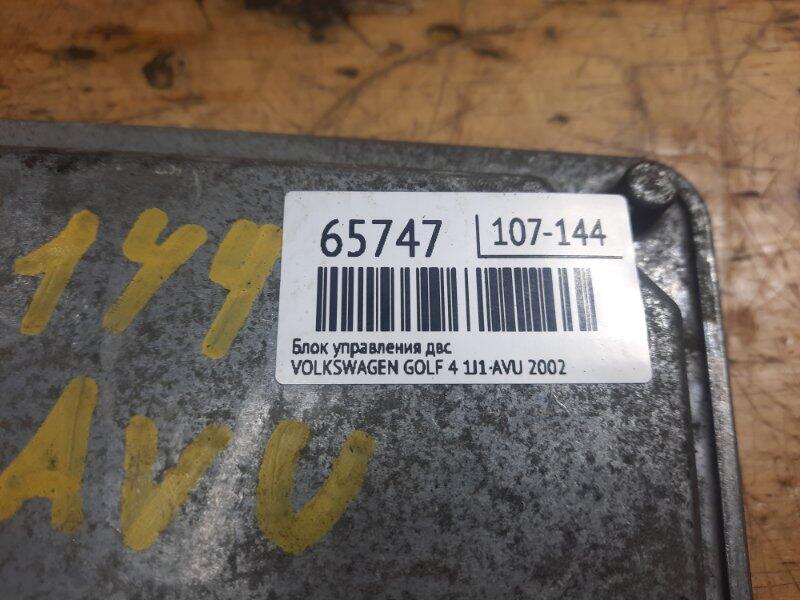 65747
107-144
Блок управления двс
VOLKSWAGEN GOLF 4 1J1 AVU 2002
144
AVU